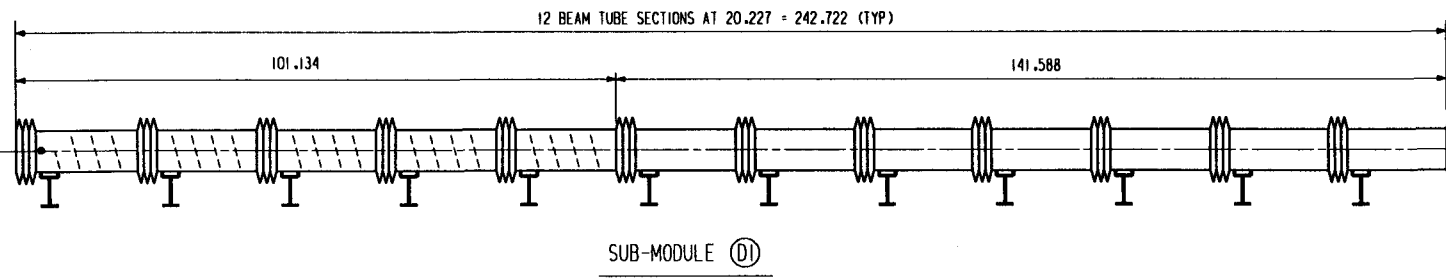 12 BEAM TUBE SECTIONS AT 20.227 = 242.722 (TYP)
101.134
141.588
SUB-MODULE D1